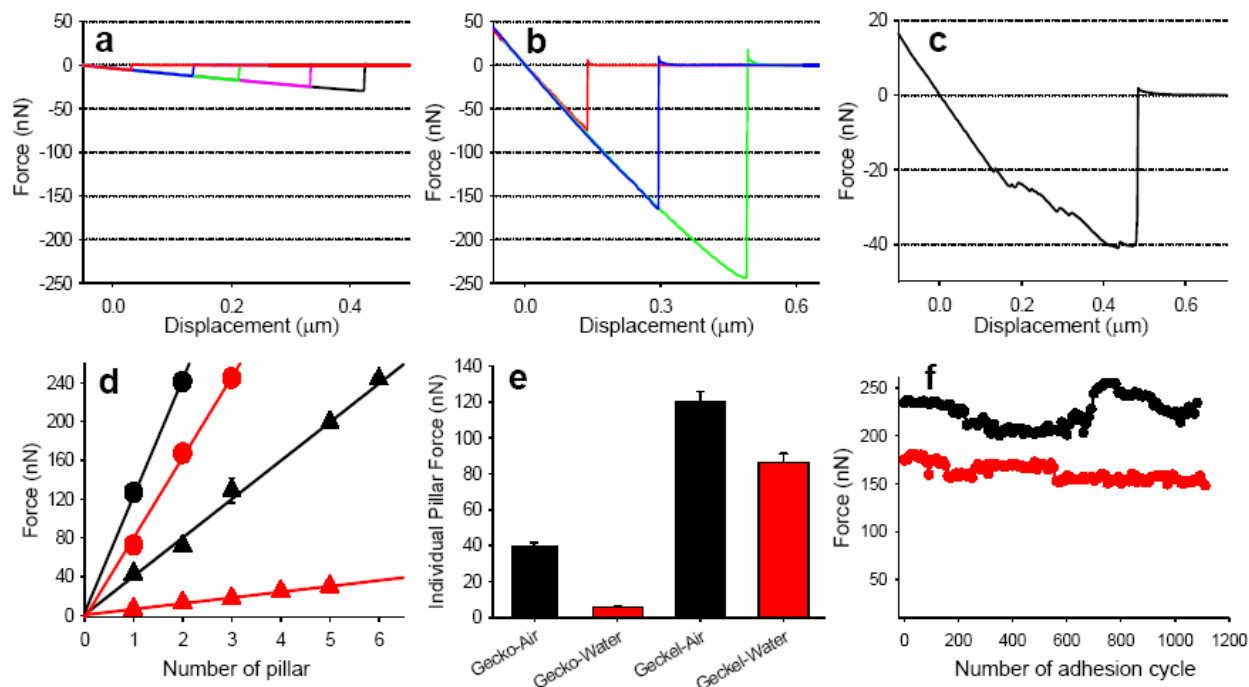 a
50
0
-50
-100
-150
-200
-250
Force (nN)
0.0
0.2
0.4
Displacement (μm)
b
50
0
-50
-100
-150
-200
-250
Force (nN)
0.0
0.3
0.6
Displacement (μm)
c
20
0
-20
-40
Force (nN)
0.0
0.2
0.4
0.6
Displacement (μm)
d
240
200
160
120
80
40
0
Force (nN)
0
1
2
3
4
5
6
Number of pillar
e
140
120
100
80
60
40
20
0
Individual Pillar Force (nN)
Gecko-Air
Gecko-Water
Geckel-Air
Geckel-Water
f
250
200
150
100
50
Force (nN)
0
200
400
600
800
1000
1200
Number of adhesion cycle